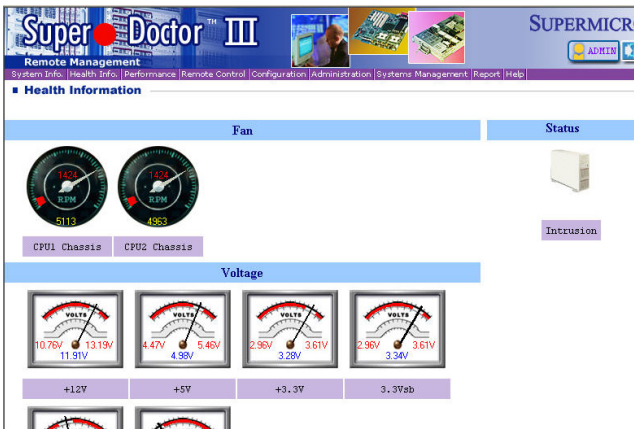 Super Doctor™ III
SUPERMICR
Remote Management
ADMIN
System Info. Health Info. Performance Remote Control Configuration Administration Systems Management Report Help
Health Information
Fan
Status
1424
RPM
5113
1424
RPM
4963
CPU1 Chassis
CPU2 Chassis
Intrusion
Voltage
VOLTS
10.76V 13.19V
11.91V
VOLTS
4.47V 5.46V
4.98V
VOLTS
2.96V 3.61V
3.28V
VOLTS
2.96V 3.61V
3.34V
+12V
+5V
+3.3V
3.3Vsb